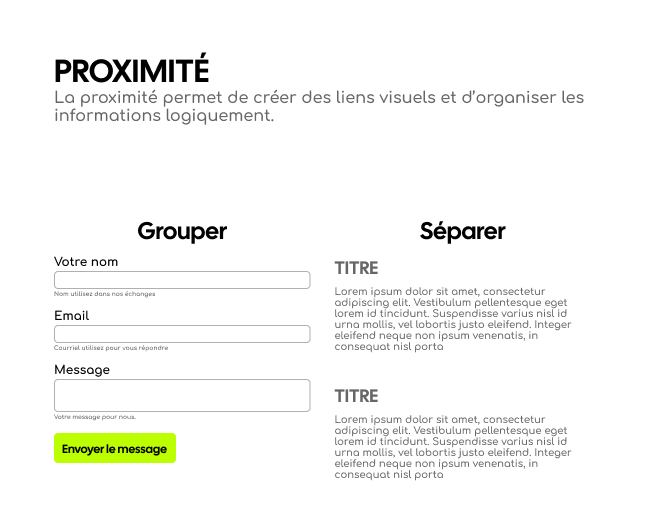 PROXIMITÉ
La proximité permet de créer des liens visuels et d'organiser les
informations logiquement.
Grouper
Votre nom
Nom utilisez dans nos échanges
Email
Courriel utilisez pour vous répondre
Message
Votre message pour nous.
Envoyer le message
Séparer
TITRE
Lorem ipsum dolor sit amet, consectetur
adipiscing elit. Vestibulum pellentesque eget
lorem id tincidunt. Suspendisse varius nisl id
urna mollis, vel lobortis justo eleifend. Integer
eleifend neque non ipsum venenatis, in
consequat nisl porta
TITRE
Lorem ipsum dolor sit amet, consectetur
adipiscing elit. Vestibulum pellentesque eget
lorem id tincidunt. Suspendisse varius nisl id
urna mollis, vel lobortis justo eleifend. Integer
eleifend neque non ipsum venenatis, in
consequat nisl porta